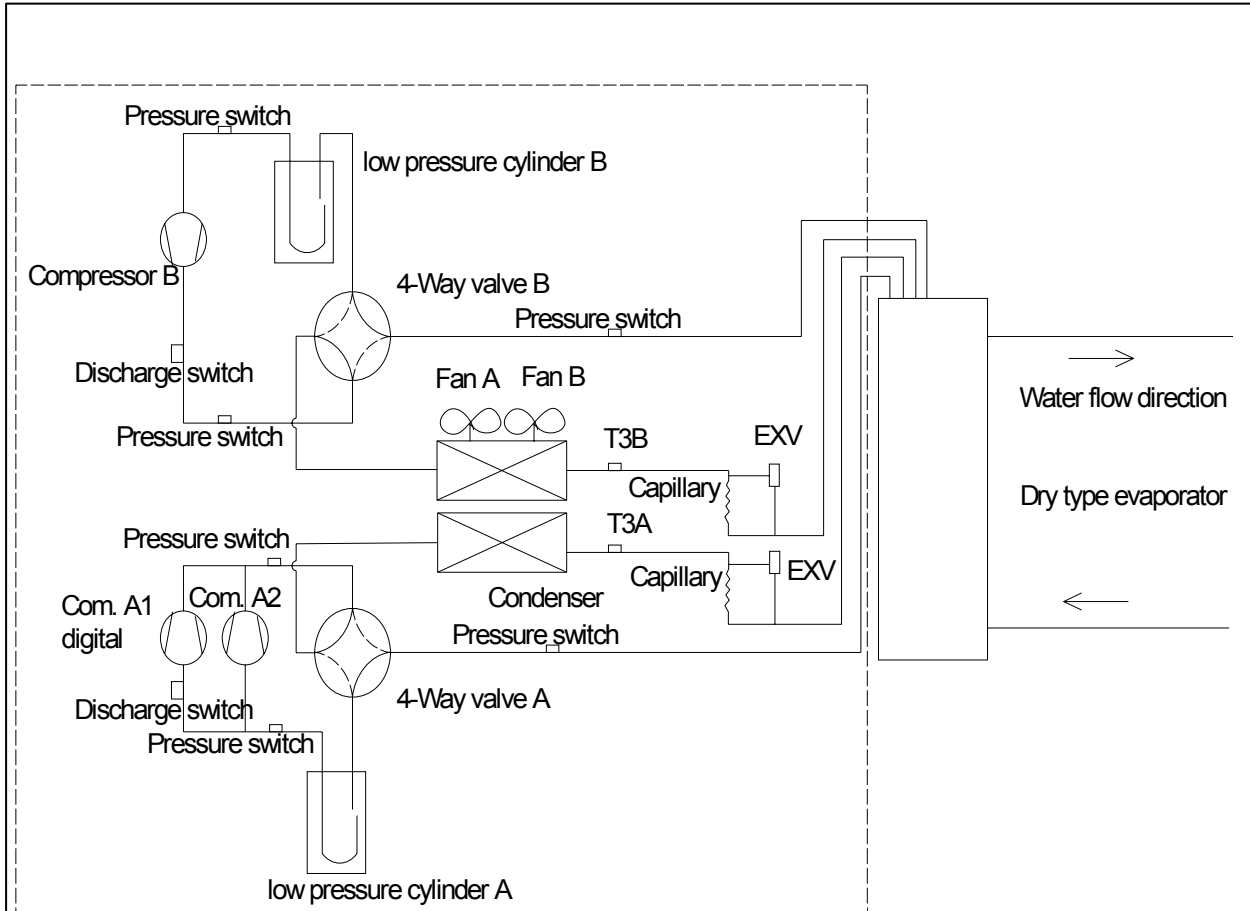 Pressure switch
low pressure cylinder B
Compressor B
4-Way valve B
Pressure switch
Discharge switch
Fan A
Fan B
Water flow direction
Pressure switch
T3B
EXV
Capillary
Dry type evaporator
T3A
Pressure switch
Capillary
EXV
Com. A1
digital
Com. A2
Condenser
Pressure switch
4-Way valve A
Discharge switch
Pressure switch
low pressure cylinder A